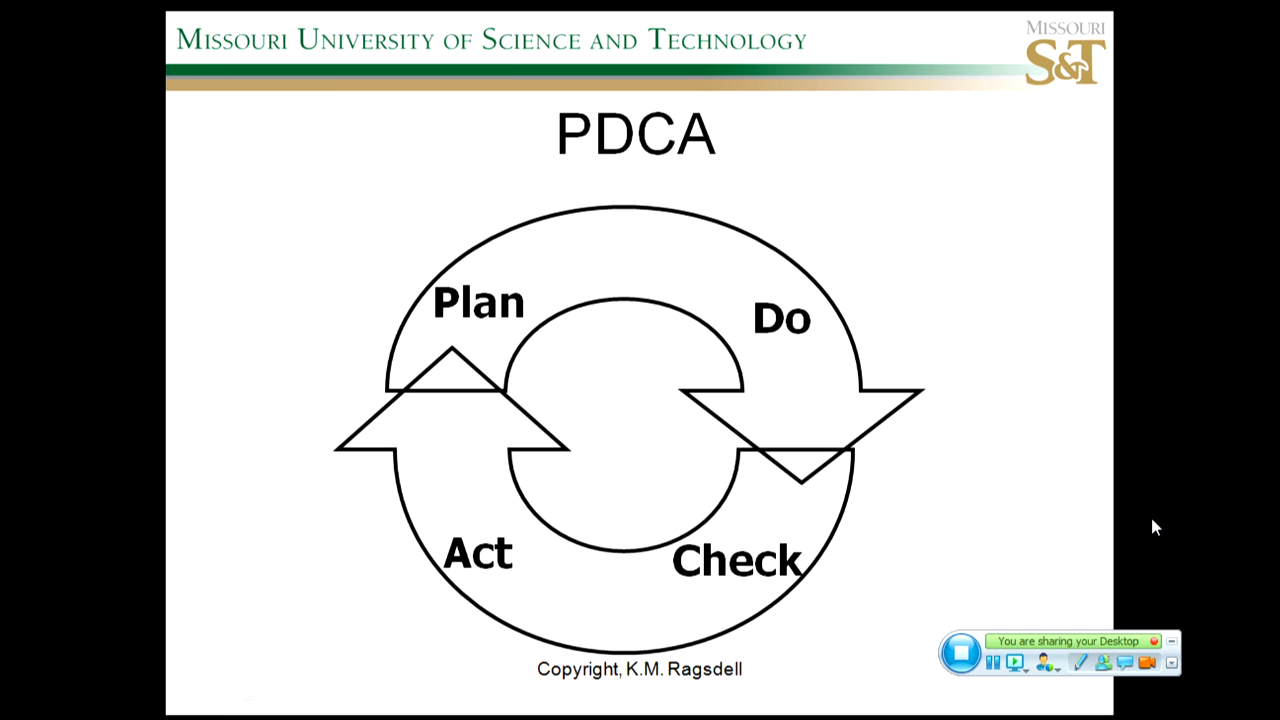 MISSOURI UNIVERSITY OF SCIENCE AND TECHNOLOGY
MISSOURI
S&T
PDCA
Plan
Do
Act
Check
Copyright, K.M. Ragsdell
You are sharing your Desktop